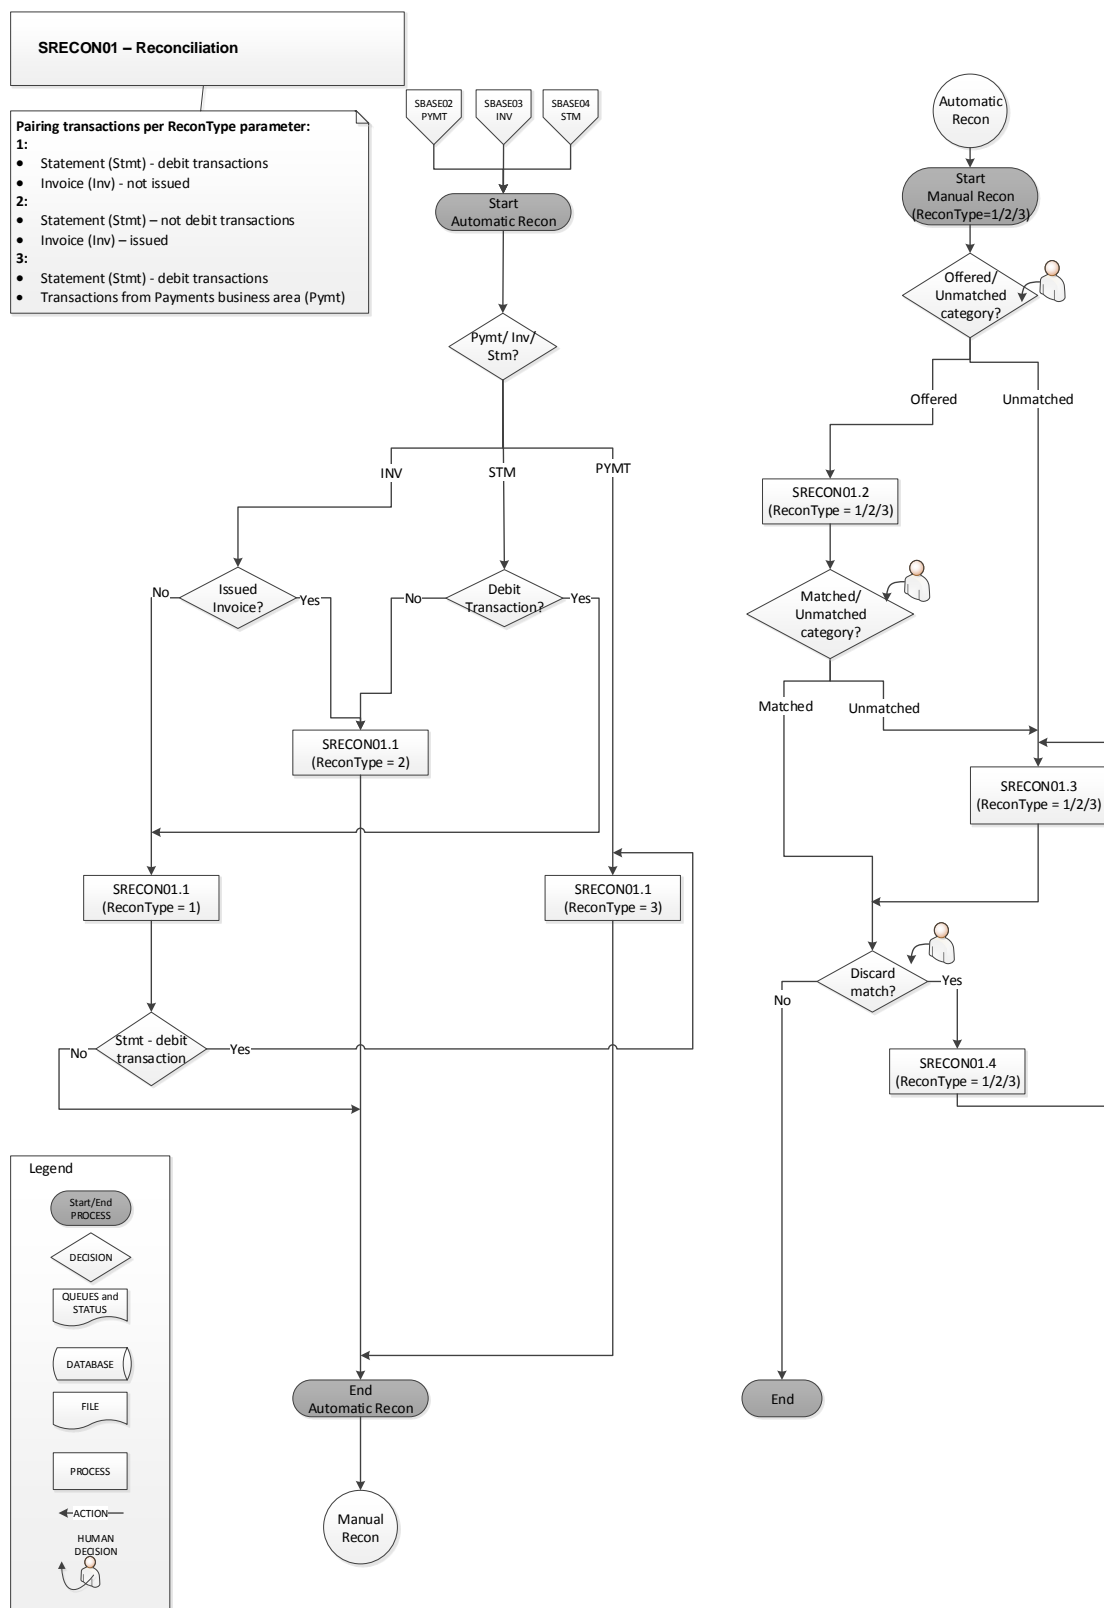 SRECON01 – Reconciliation
Pairing transactions per ReconType parameter:
1:
• Statement (Stmt) - debit transactions
• Invoice (Inv) - not issued
2:
• Statement (Stmt) – not debit transactions
• Invoice (Inv) – issued
3:
• Statement (Stmt) - debit transactions
• Transactions from Payments business area (Pymt)
SBASE02
PYMT
SBASE03
INV
SBASE04
STM
Start
Automatic Recon
Pymt/ Inv/
Stm?
INV
STM
PYMT
Issued
Invoice?
No
Yes
Debit
Transaction?
No
Yes
SRECON01.1
(ReconType = 2)
SRECON01.1
(ReconType = 1)
SRECON01.1
(ReconType = 3)
Stmt - debit
transaction
No
Yes
End
Automatic Recon
Manual
Recon
Automatic
Recon
Start
Manual Recon
(ReconType=1/2/3)
Offered/
Unmatched
category?
Offered
Unmatched
SRECON01.2
(ReconType = 1/2/3)
Matched/
Unmatched
category?
Matched
Unmatched
SRECON01.3
(ReconType = 1/2/3)
Discard
match?
No
Yes
SRECON01.4
(ReconType = 1/2/3)
End
Legend
Start/End
PROCESS
DECISION
QUEUES and
STATUS
DATABASE
FILE
PROCESS
ACTION
HUMAN
DECISION